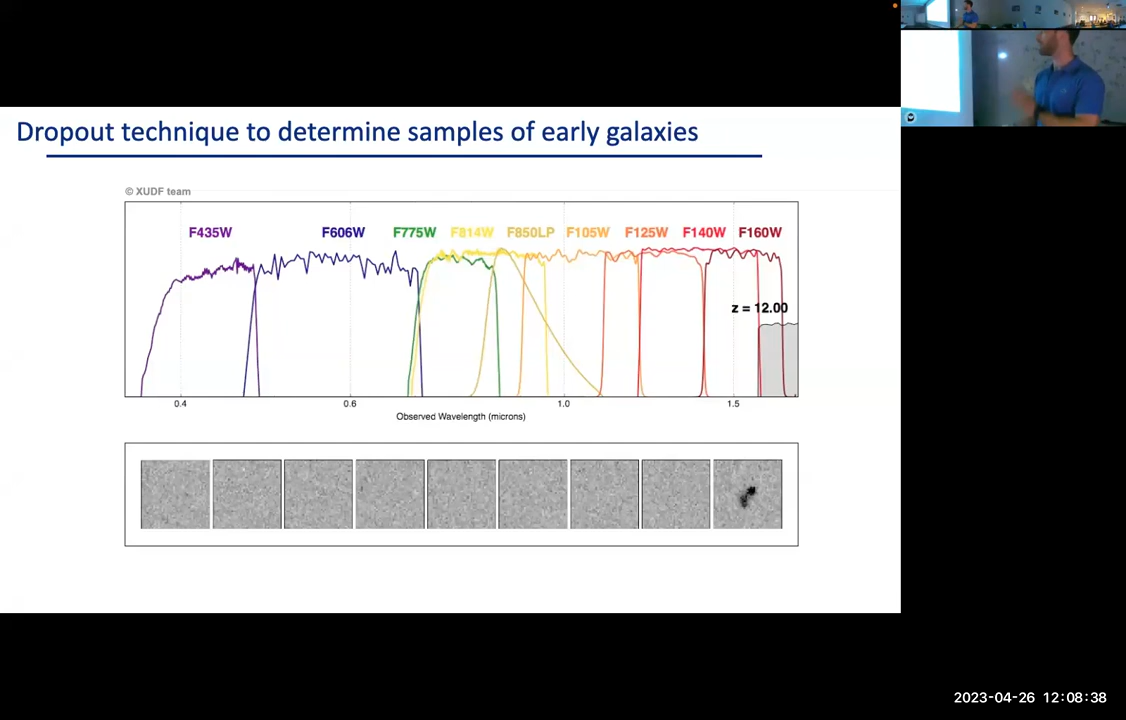 Dropout technique to determine samples of early galaxies
© XUDF team
F435W F606W F775W F814W F850LP F105W F125W F140W F160W
z = 12.00
0.4 0.6 1.0 1.5
Observed Wavelength (microns)
2023-04-26 12:08:38